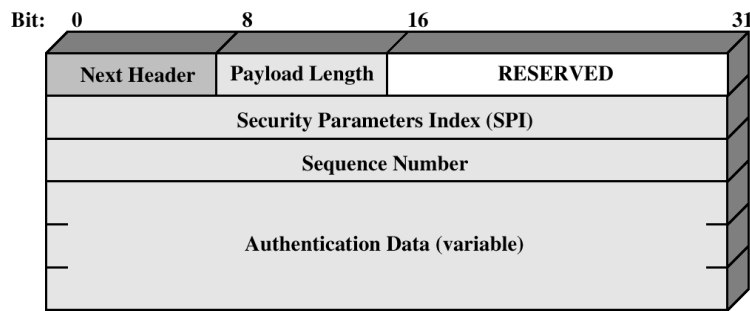 Bit: 0 8 16 31
Next Header Payload Length RESERVED
Security Parameters Index (SPI)
Sequence Number
Authentication Data (variable)